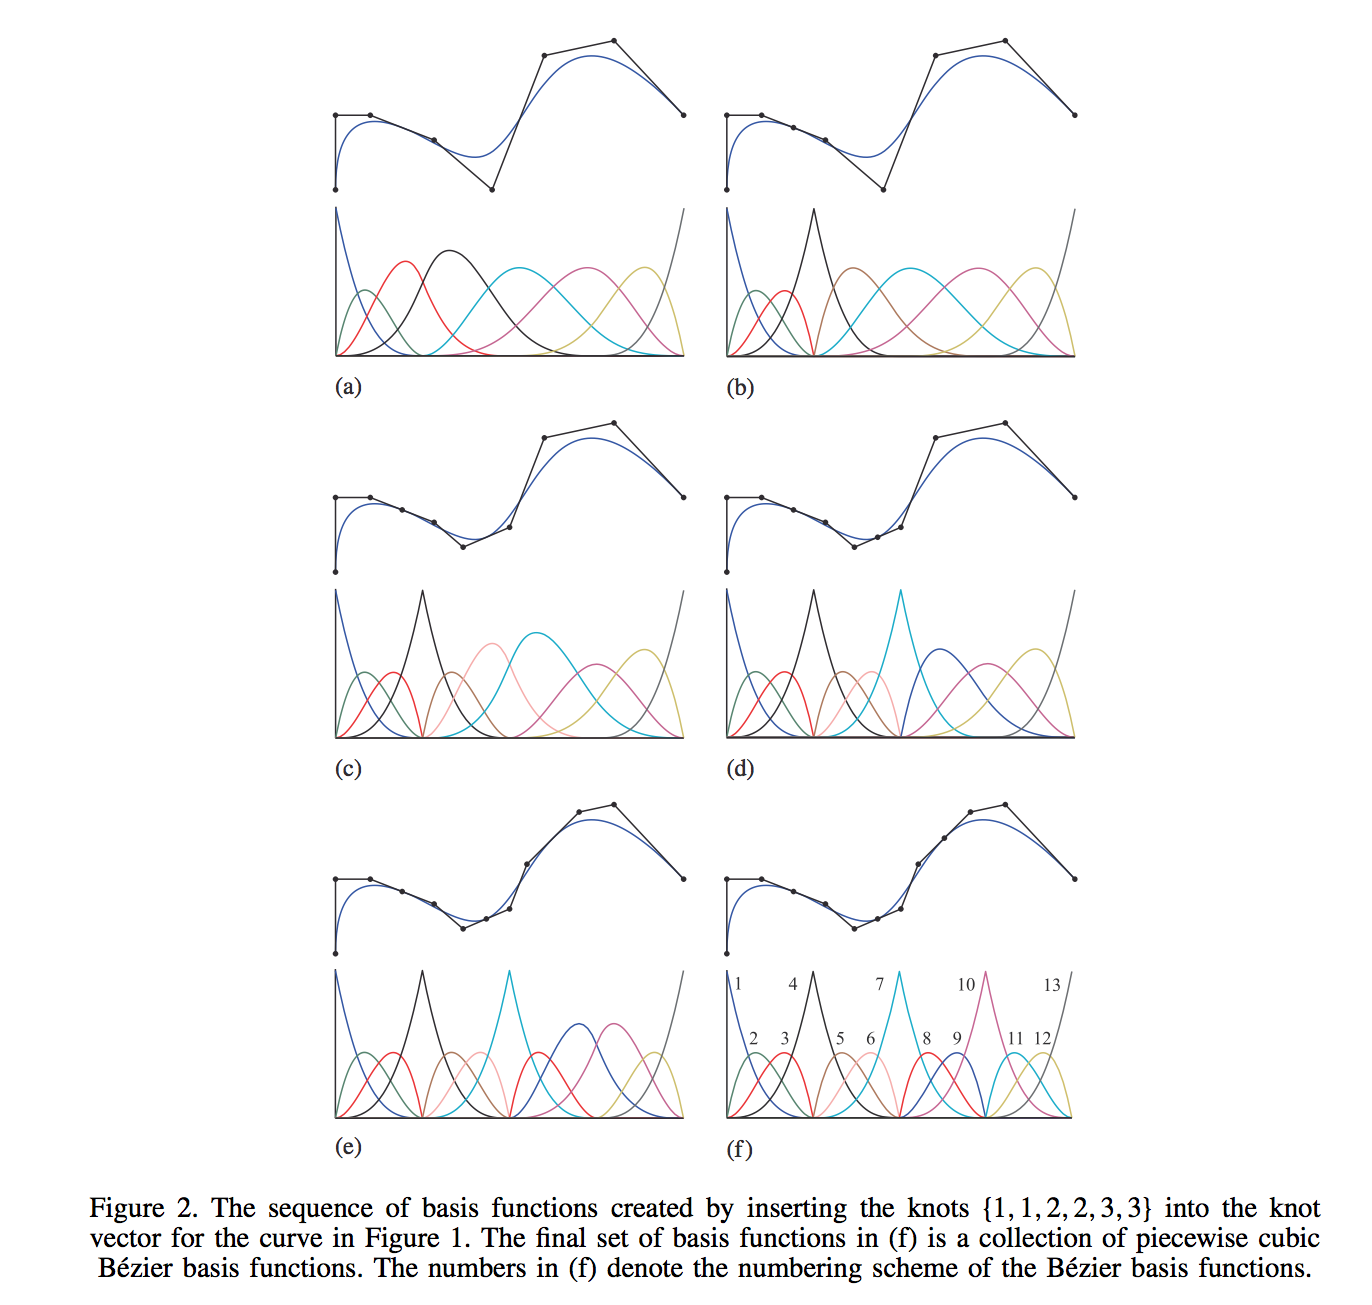 (a)
(b)
(c)
(d)
1 4 7 10 13
2 3 5 6 8 9 11 12
(e)
(f)
Figure 2. The sequence of basis functions created by inserting the knots {1, 1, 2, 2, 3, 3} into the knot
vector for the curve in Figure 1. The final set of basis functions in (f) is a collection of piecewise cubic
Bézier basis functions. The numbers in (f) denote the numbering scheme of the Bézier basis functions.